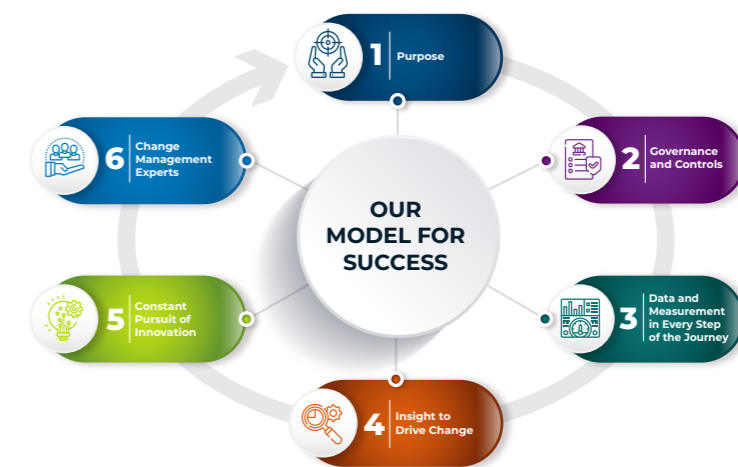 1
Purpose
2
Governance
and Controls
3
Data and
Measurement
in Every Step
of the Journey
4
Insight to
Drive Change
5
Constant
Pursuit of
Innovation
6
Change
Management
Experts
OUR
MODEL FOR
SUCCESS